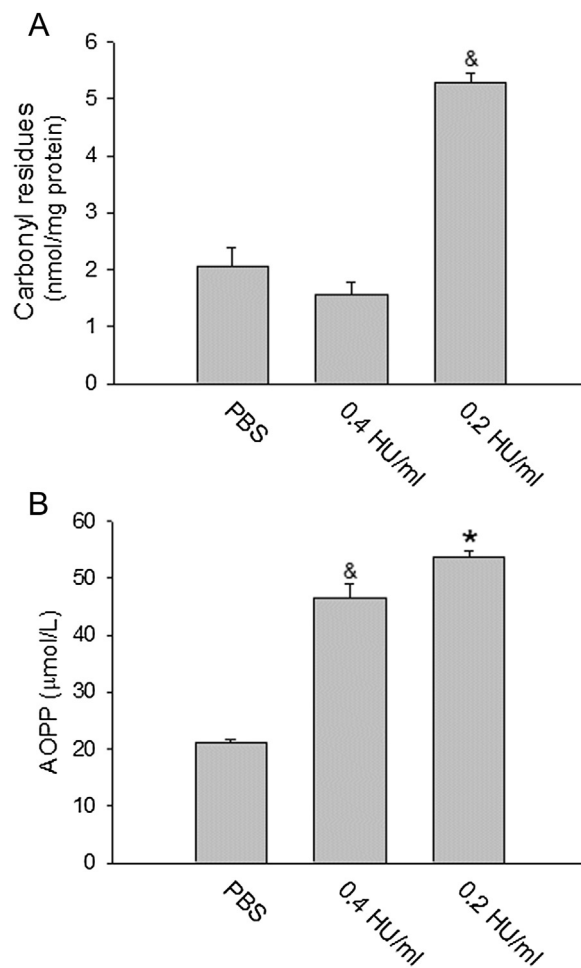 A
Carbonyl residues
(nmol/mg protein)
6
5
4
3
2
1
0
&
PBS
0.4 HU/ml
0.2 HU/ml
B
AOPP (μmol/L)
60
50
40
30
20
10
0
&
*
PBS
0.4 HU/ml
0.2 HU/ml